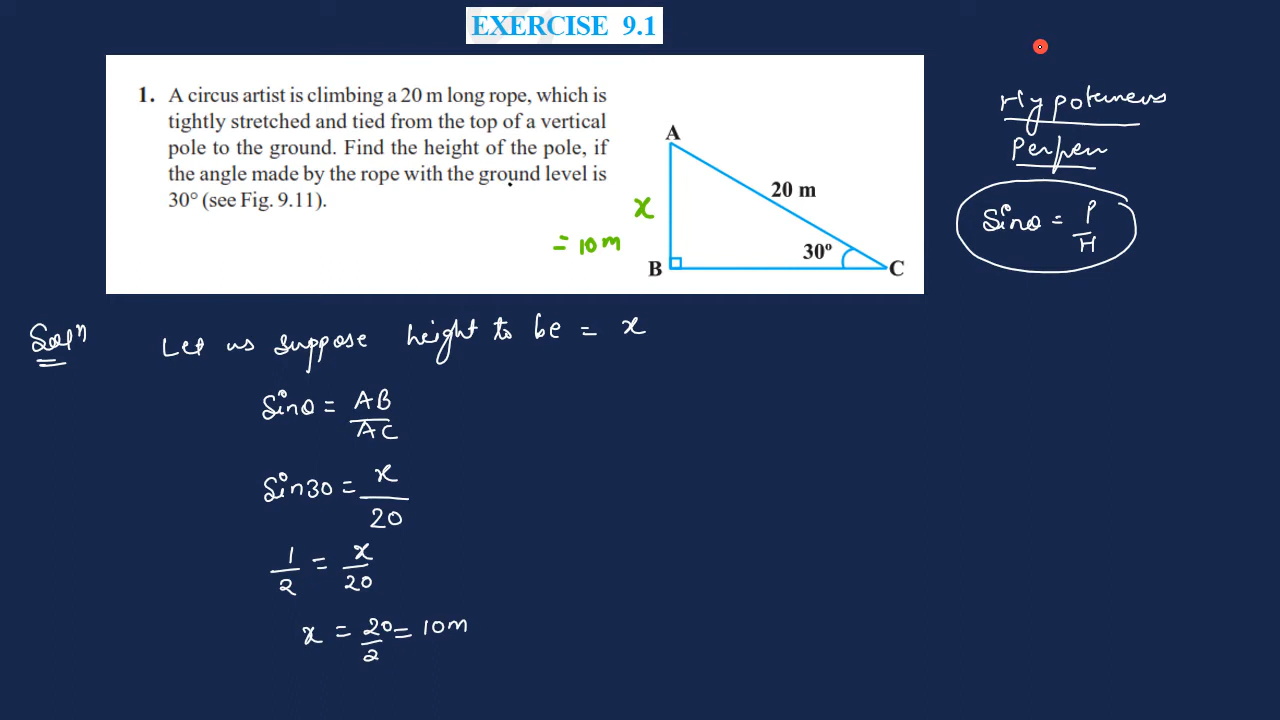 EXERCISE 9.1
1. A circus artist is climbing a 20 m long rope, which is
tightly stretched and tied from the top of a vertical
pole to the ground. Find the height of the pole, if
the angle made by the rope with the ground level is
30° (see Fig. 9.11).
A
20 m
x
= 10m
30°
B
C
Perpen
Sinθ = P/H
Solⁿ
Let us suppose height to be = x
Sinθ = AB/AC
Sin30 = x/20
1/2 = x/20
x = 20/2 = 10m